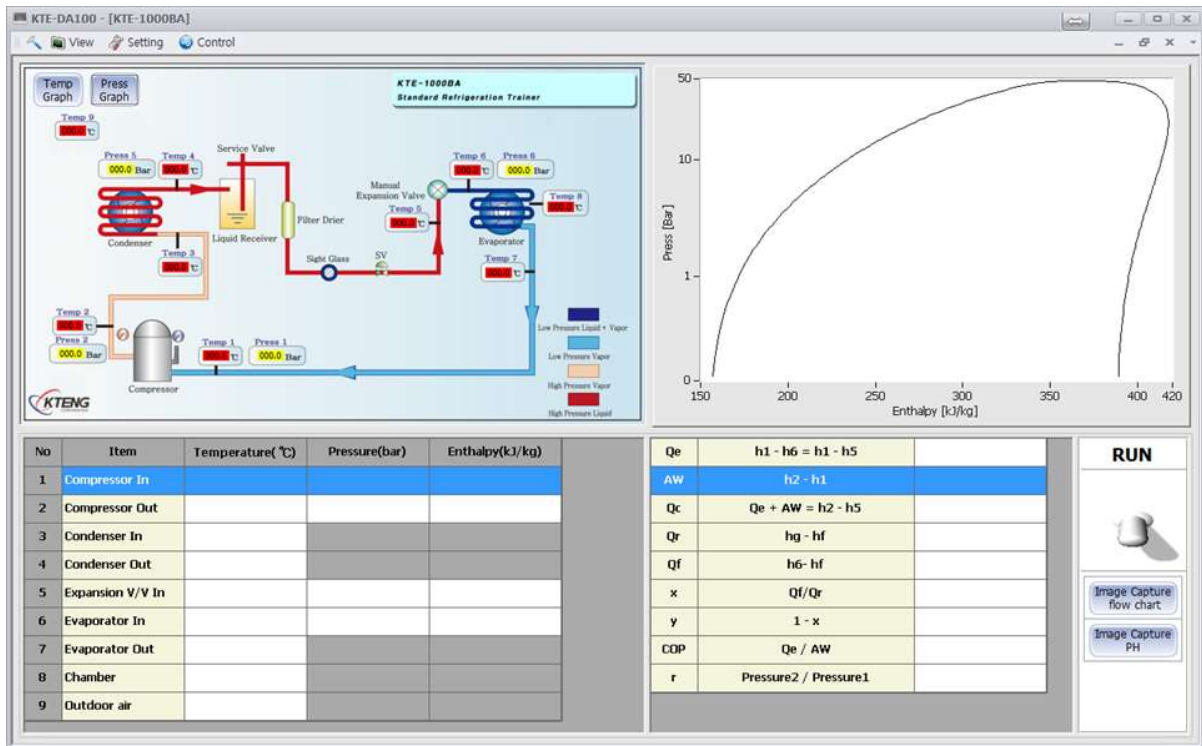 KTE-DA100 - [KTE-1000BA]
View Setting Control
Temp Graph
Press Graph
KTE-1000BA
Standard Refrigeration Trainer
Temp 9
000.0 ℃
Press 5
000.0 Bar
Temp 4
000.0 ℃
Service Valve
Condenser
Liquid Receiver
Temp 3
000.0 ℃
Filter Drier
Sight Glass
SV
Manual
Expansion Valve
Temp 5
000.0 ℃
Temp 6
000.0 ℃
Press 6
000.0 Bar
Temp 8
000.0 ℃
Evaporator
Temp 7
000.0 ℃
Temp 2
000.0 ℃
Press 2
000.0 Bar
Temp 1
000.0 ℃
Press 1
000.0 Bar
Compressor
Low Pressure Liquid + Vapor
Low Pressure Vapor
High Pressure Vapor
High Pressure Liquid
KTENG
Press [Bar]
50
10
1
0
150 200 250 300 350 400 420
Enthalpy [kJ/kg]
No Item Temperature(℃) Pressure(bar) Enthalpy(kJ/kg)
1 Compressor In
2 Compressor Out
3 Condenser In
4 Condenser Out
5 Expansion V/V In
6 Evaporator In
7 Evaporator Out
8 Chamber
9 Outdoor air
Qe h1 - h6 = h1 - h5
AW h2 - h1
Qc Qe + AW = h2 - h5
Qr hg - hf
Qf h6- hf
x Qf/Qr
y 1 - x
COP Qe / AW
r Pressure2 / Pressure1
RUN
Image Capture
flow chart
Image Capture
PH